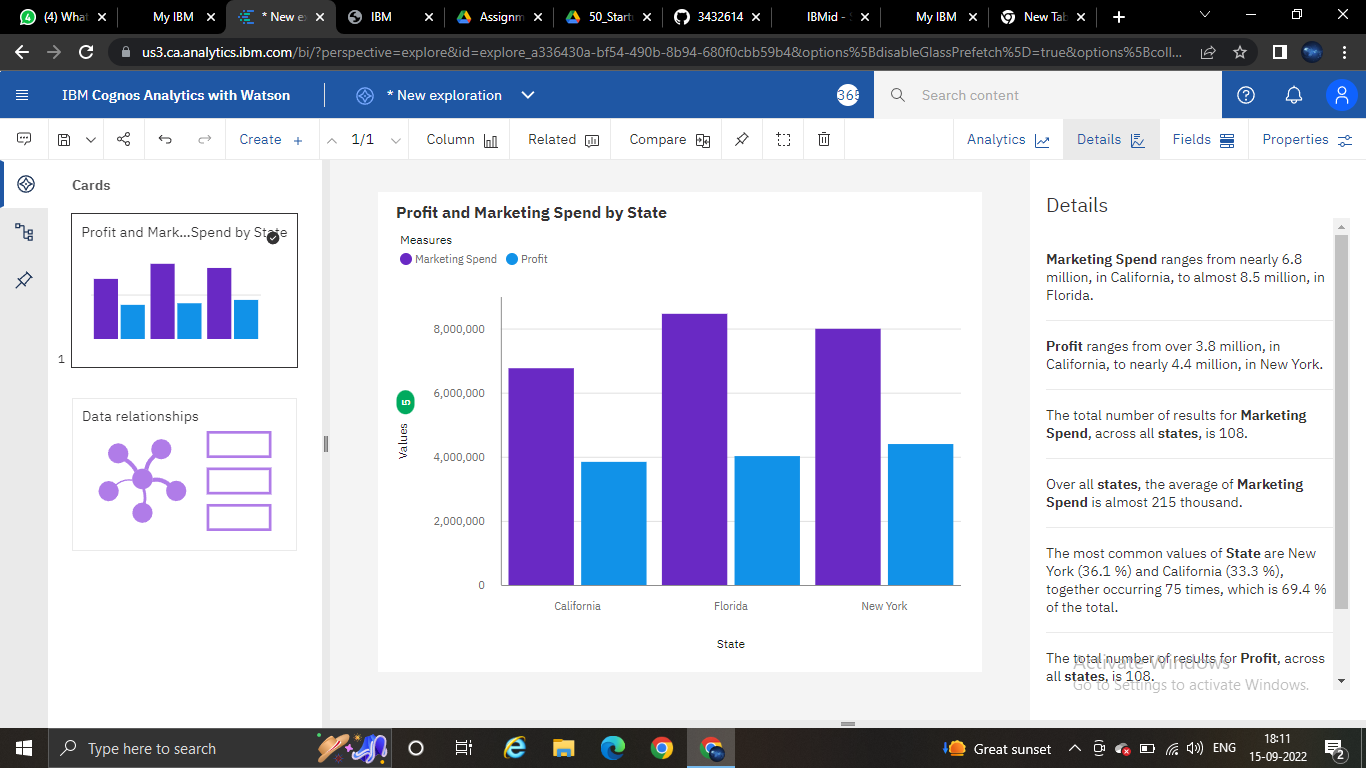 (4) What
My IBM
* New ex
IBM
Assignm
50_Start
3432614
IBMid -
My IBM
New Tab
us3.ca.analytics.ibm.com/bi/?perspective=explore&id=explore_a336430a-bf54-490b-8b94-680f0cbb59b4&options%5BdisableGlassPrefetch%5D=true&options%5Bcoll...
IBM Cognos Analytics with Watson
* New exploration
365
Search content
Create
1/1
Column
Related
Compare
Analytics
Details
Fields
Properties
Cards
Profit and Mark...Spend by State
1
Data relationships
Profit and Marketing Spend by State
Measures
Marketing Spend
Profit
8,000,000
6,000,000
4,000,000
2,000,000
0
Values
5
California
Florida
New York
State
Details
Marketing Spend ranges from nearly 6.8
million, in California, to almost 8.5 million, in
Florida.
Profit ranges from over 3.8 million, in
California, to nearly 4.4 million, in New York.
The total number of results for Marketing
Spend, across all states, is 108.
Over all states, the average of Marketing
Spend is almost 215 thousand.
The most common values of State are New
York (36.1 %) and California (33.3 %),
together occurring 75 times, which is 69.4 %
of the total.
The total number of results for Profit, across
all states, is 108.
Activate Windows
Go to Settings to activate Windows.
Type here to search
Great sunset
ENG
18:11
15-09-2022
2